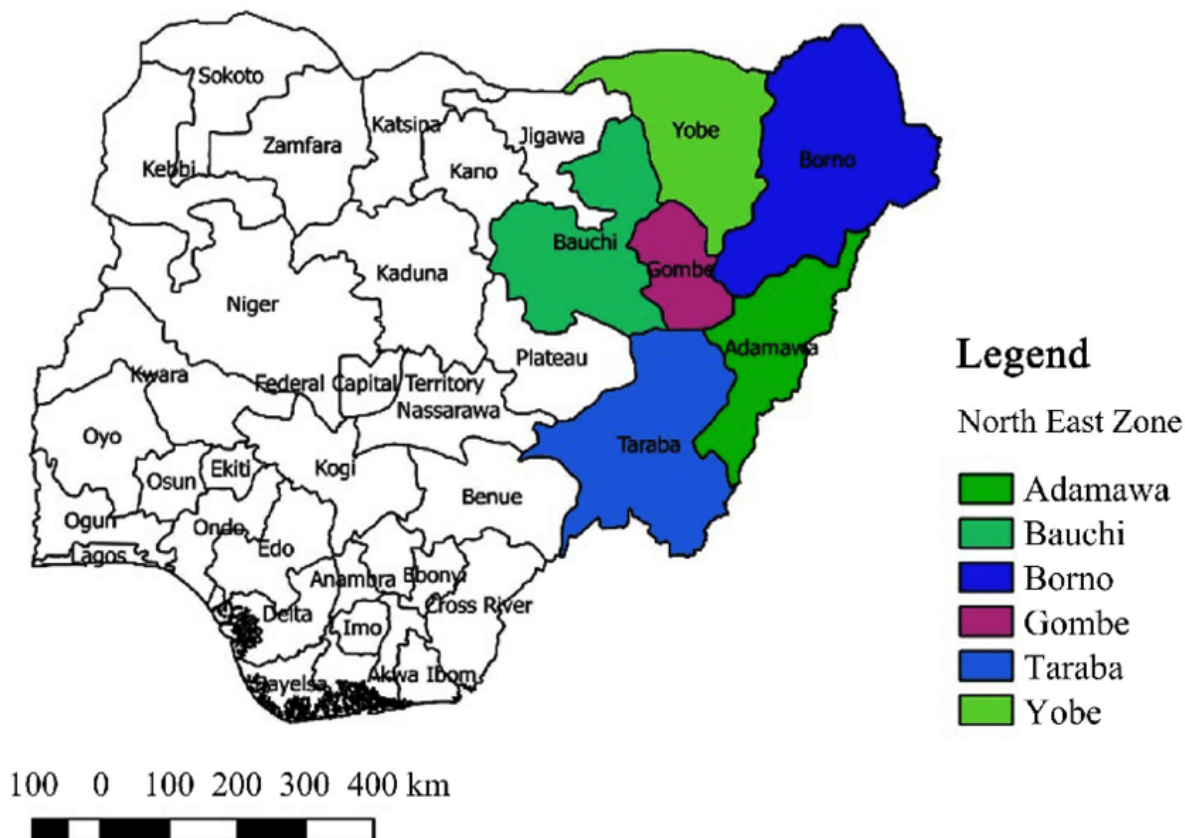 Sokoto
Katsina
Zamfara
Jigawa
Yobe
Kebbi
Kano
Borno
Bauchi
Kaduna
Gombe
Niger
Plateau
Adamawa
Kwara
Federal Capital Territory
Nassarawa
Oyo
Kogi
Taraba
Osun
Ekiti
Benue
Ogun
Ondo
Edo
Lagos
Anambra
Ebonyi
Delta
Cross River
Imo
Akwa Ibom
Bayelsa
Legend
North East Zone
Adamawa
Bauchi
Borno
Gombe
Taraba
Yobe
100 0 100 200 300 400 km